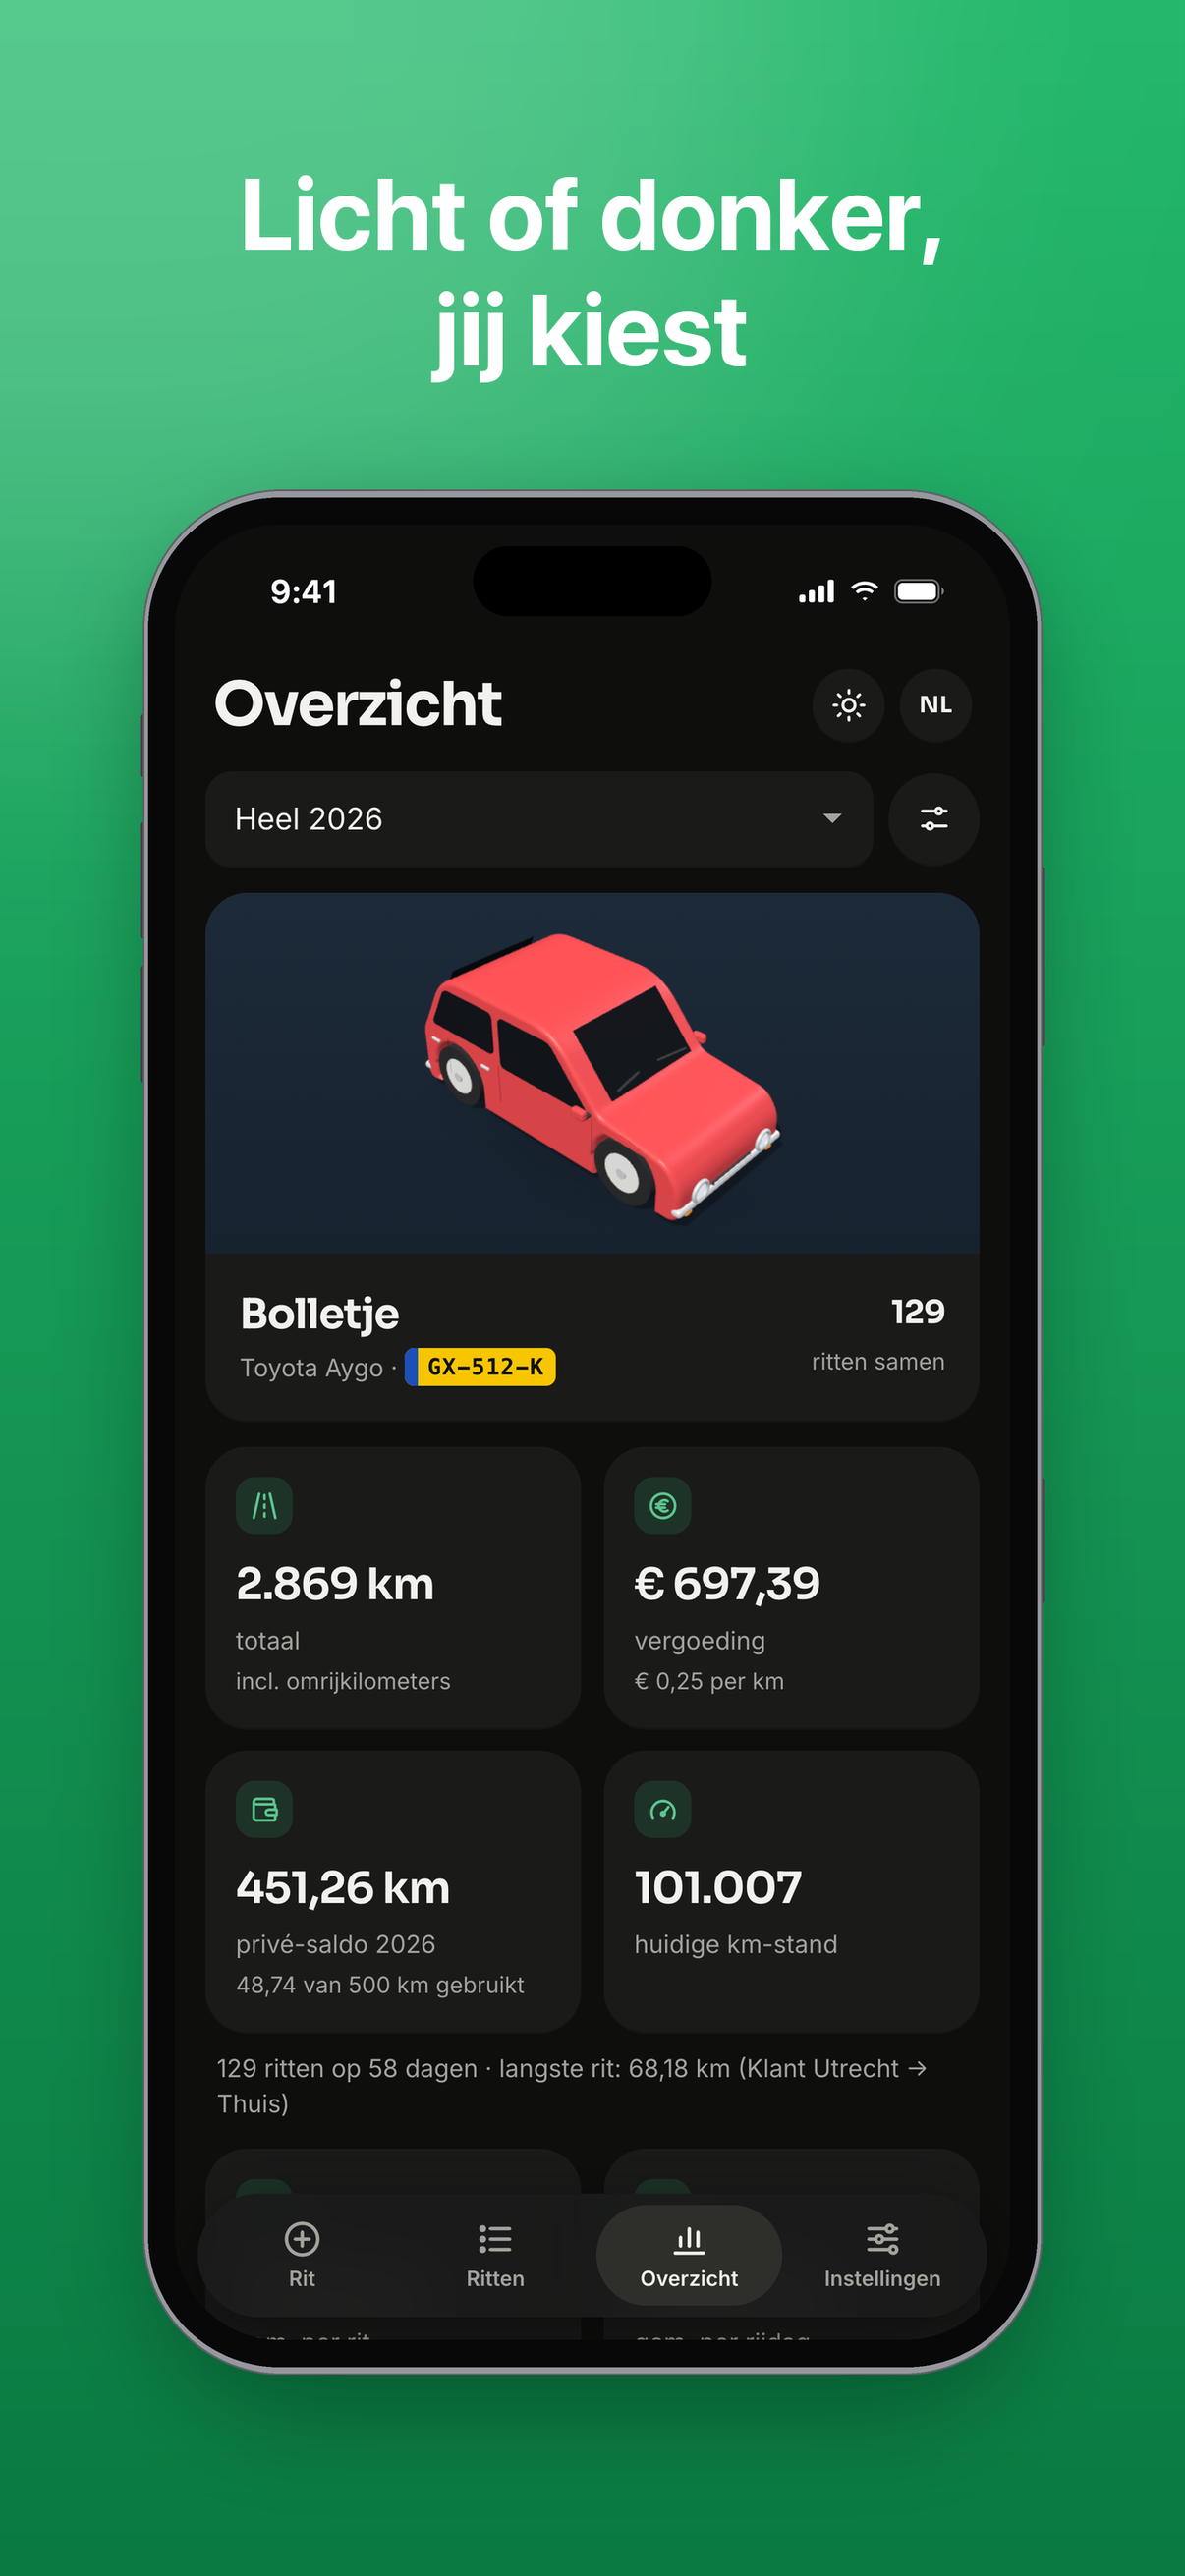 Licht of donker,
jij kiest
9:41
Overzicht
NL
Heel 2026
Bolletje
129
Toyota Aygo · GX-512-K
ritten samen
2.869 km
€ 697,39
totaal
vergoeding
incl. omrijkilometers
€ 0,25 per km
451,26 km
101.007
privé-saldo 2026
huidige km-stand
48,74 van 500 km gebruikt
129 ritten op 58 dagen · langste rit: 68,18 km (Klant Utrecht →
Thuis)
Rit
Ritten
Overzicht
Instellingen